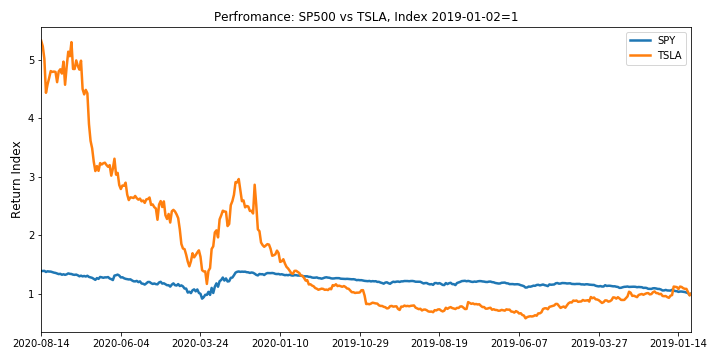 Perfromance: SP500 vs TSLA, Index 2019-01-02=1
SPY
TSLA
Return Index
5
4
3
2
1
2020-08-14 2020-06-04 2020-03-24 2020-01-10 2019-10-29 2019-08-19 2019-06-07 2019-03-27 2019-01-14